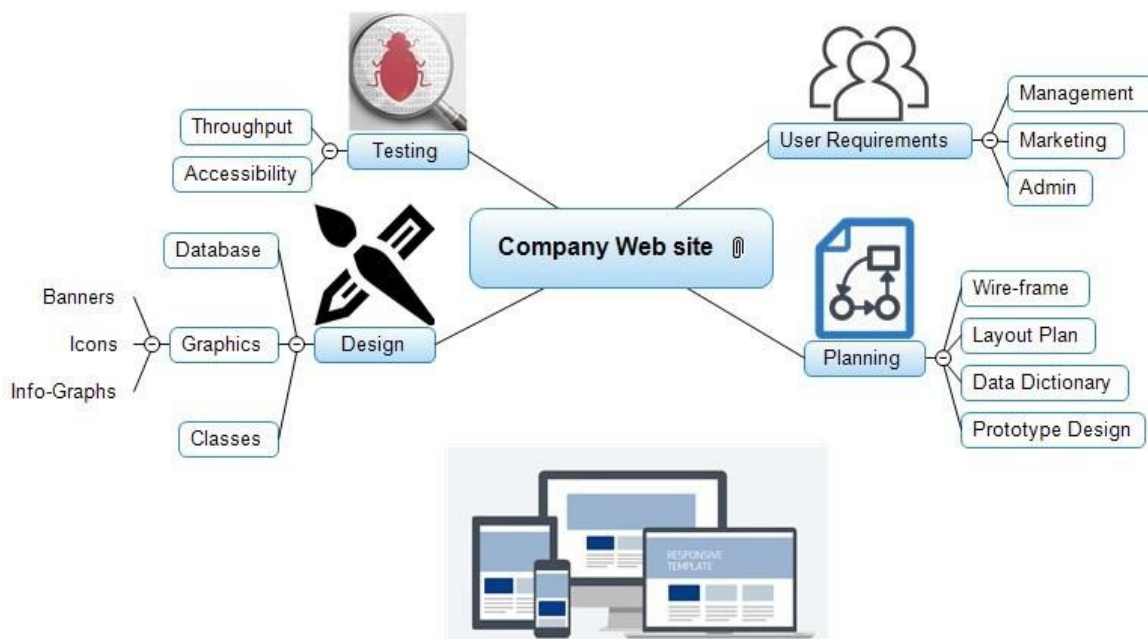 Testing
Throughput
Accessibility
User Requirements
Management
Marketing
Admin
Company Web site
Design
Database
Graphics
Banners
Icons
Info-Graphs
Classes
Planning
Wire-frame
Layout Plan
Data Dictionary
Prototype Design
RESPONSIVE
TEMPLATE